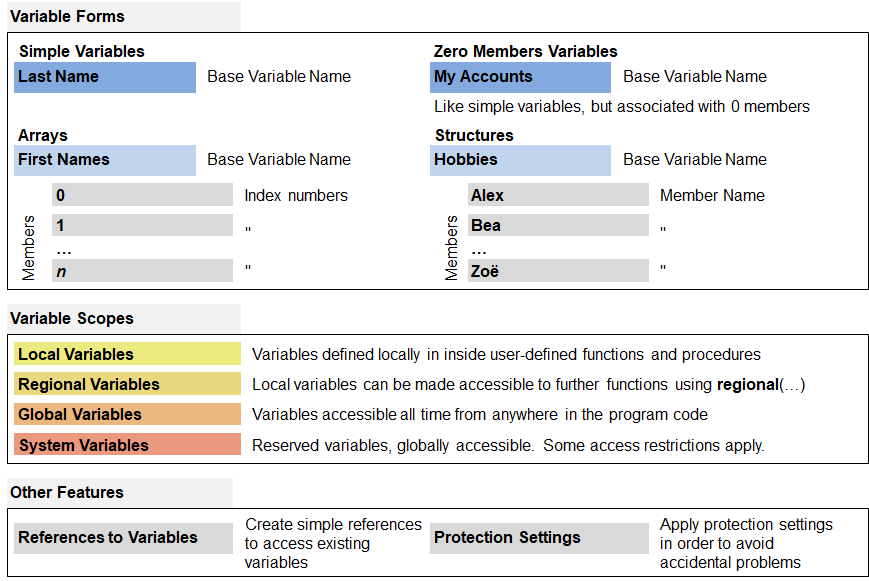 Variable Forms
Simple Variables
Last Name Base Variable Name
Zero Members Variables
My Accounts Base Variable Name
Like simple variables, but associated with 0 members
Arrays
First Names Base Variable Name
Members
0 Index numbers
1 "
...
n "
Structures
Hobbies Base Variable Name
Members
Alex Member Name
Bea "
...
Zoë "
Variable Scopes
Local Variables Variables defined locally in inside user-defined functions and procedures
Regional Variables Local variables can be made accessible to further functions using regional(...)
Global Variables Variables accessible all time from anywhere in the program code
System Variables Reserved variables, globally accessible. Some access restrictions apply.
Other Features
References to Variables
Create simple references
to access existing
variables
Protection Settings
Apply protection settings
in order to avoid
accidental problems